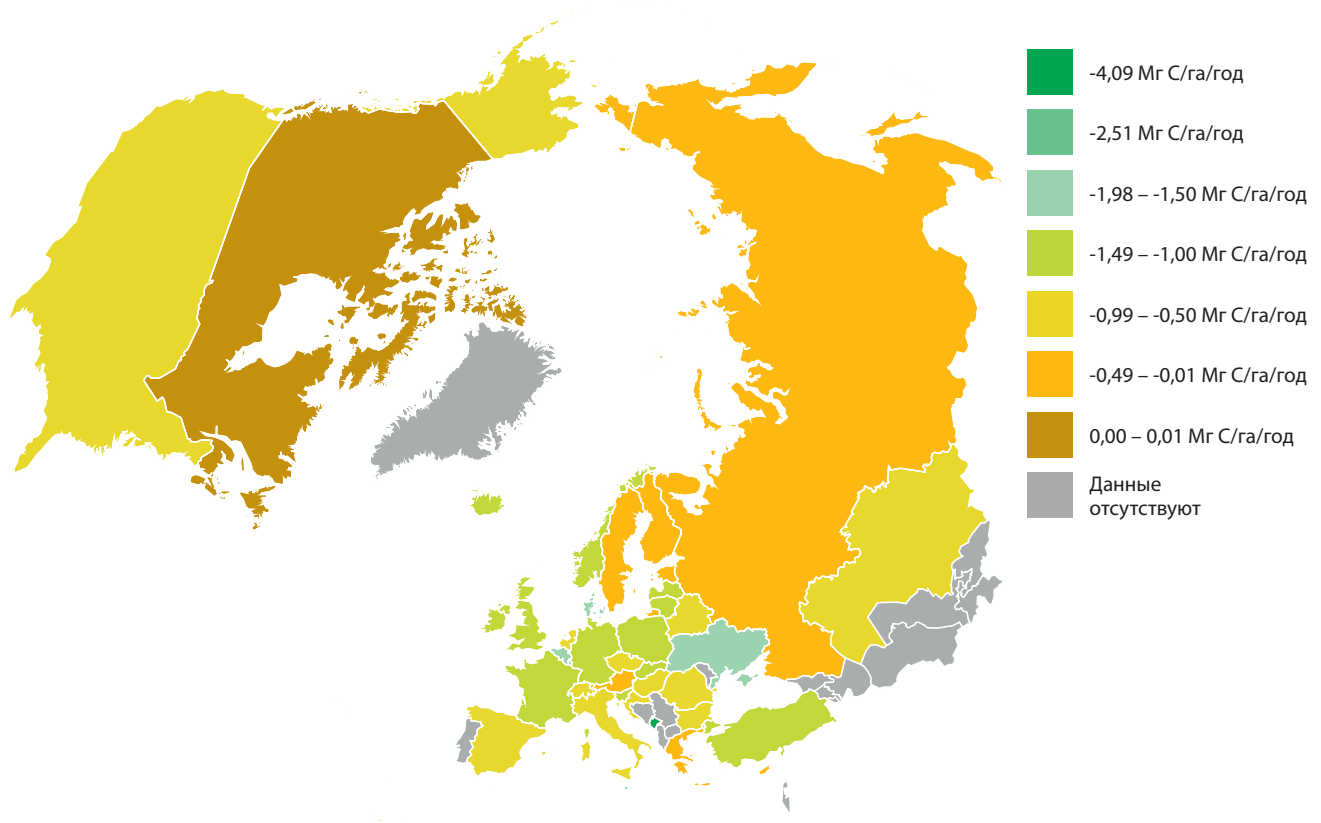 -4,09 Мг С/га/год
-2,51 Мг С/га/год
-1,98 – -1,50 Мг С/га/год
-1,49 – -1,00 Мг С/га/год
-0,99 – -0,50 Мг С/га/год
-0,49 – -0,01 Мг С/га/год
0,00 – 0,01 Мг С/га/год
Данные
отсутствуют